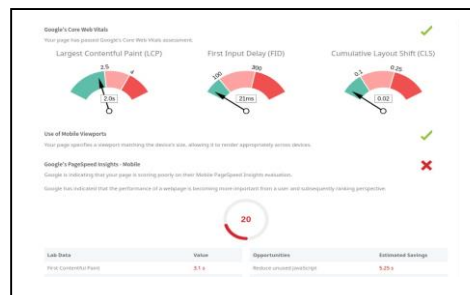 Google's Core Web Vitals
Your page has passed Google's Core Web Vitals assessment.
Largest Contentful Paint (LCP)
First Input Delay (FID)
Cumulative Layout Shift (CLS)
2.5
4
2.0s
100
300
21ms
0.1
0.25
0.02
Use of Mobile Viewports
Your page specifies a viewport matching the device's size, allowing it to render appropriately across devices.
Google's PageSpeed Insights - Mobile
Google is indicating that your page is scoring poorly on their Mobile PageSpeed Insights evaluation.
Google has indicated that the performance of a webpage is becoming more important from a user and subsequently ranking perspective.
20
Lab Data Value Opportunities Estimated Savings
First Contentful Paint 3.1 s Reduce unused JavaScript 5.25 s